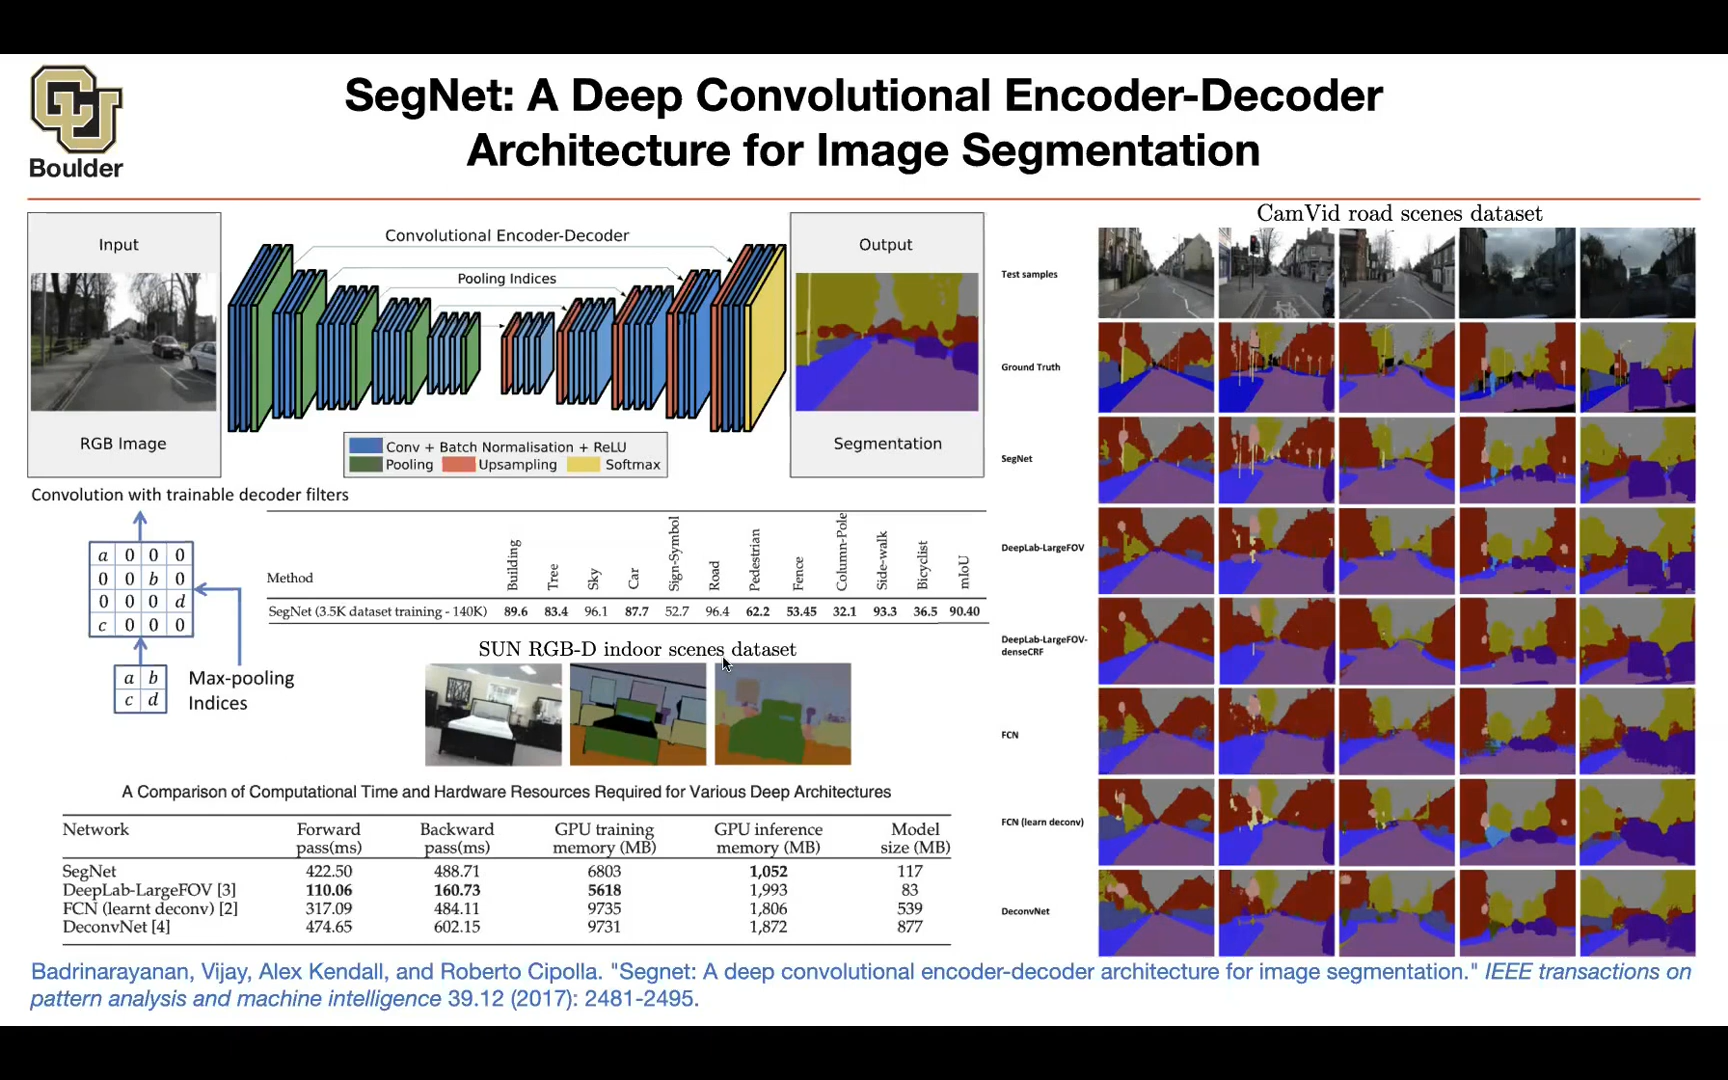 SegNet: A Deep Convolutional Encoder-Decoder
Architecture for Image Segmentation
CU
Boulder
Input
RGB Image
Convolutional Encoder-Decoder
Pooling Indices
Conv + Batch Normalisation + ReLU
Pooling
Upsampling
Softmax
Output
Segmentation
Convolution with trainable decoder filters
a 0 0 0
0 0 b 0
0 0 0 d
c 0 0 0
a b
c d
Max-pooling
Indices
Method Building Tree Sky Car Sign-Symbol Road Pedestrian Fence Column-Pole Side-walk Bicyclist mIoU
SegNet (3.5K dataset training - 140K) 89.6 83.4 96.1 87.7 52.7 96.4 62.2 53.45 32.1 93.3 36.5 90.40
SUN RGB-D indoor scenes dataset
A Comparison of Computational Time and Hardware Resources Required for Various Deep Architectures
Network Forward Backward GPU training GPU inference Model
pass(ms) pass(ms) memory (MB) memory (MB) size (MB)
SegNet 422.50 488.71 6803 1,052 117
DeepLab-LargeFOV [3] 110.06 160.73 5618 1,993 83
FCN (learnt deconv) [2] 317.09 484.11 9735 1,806 539
DeconvNet [4] 474.65 602.15 9731 1,872 877
CamVid road scenes dataset
Test samples
Ground Truth
SegNet
DeepLab-LargeFOV
DeepLab-LargeFOV-
denseCRF
FCN
FCN (learn deconv)
DeconvNet
Badrinarayanan, Vijay, Alex Kendall, and Roberto Cipolla. "Segnet: A deep convolutional encoder-decoder architecture for image segmentation." IEEE transactions on
pattern analysis and machine intelligence 39.12 (2017): 2481-2495.